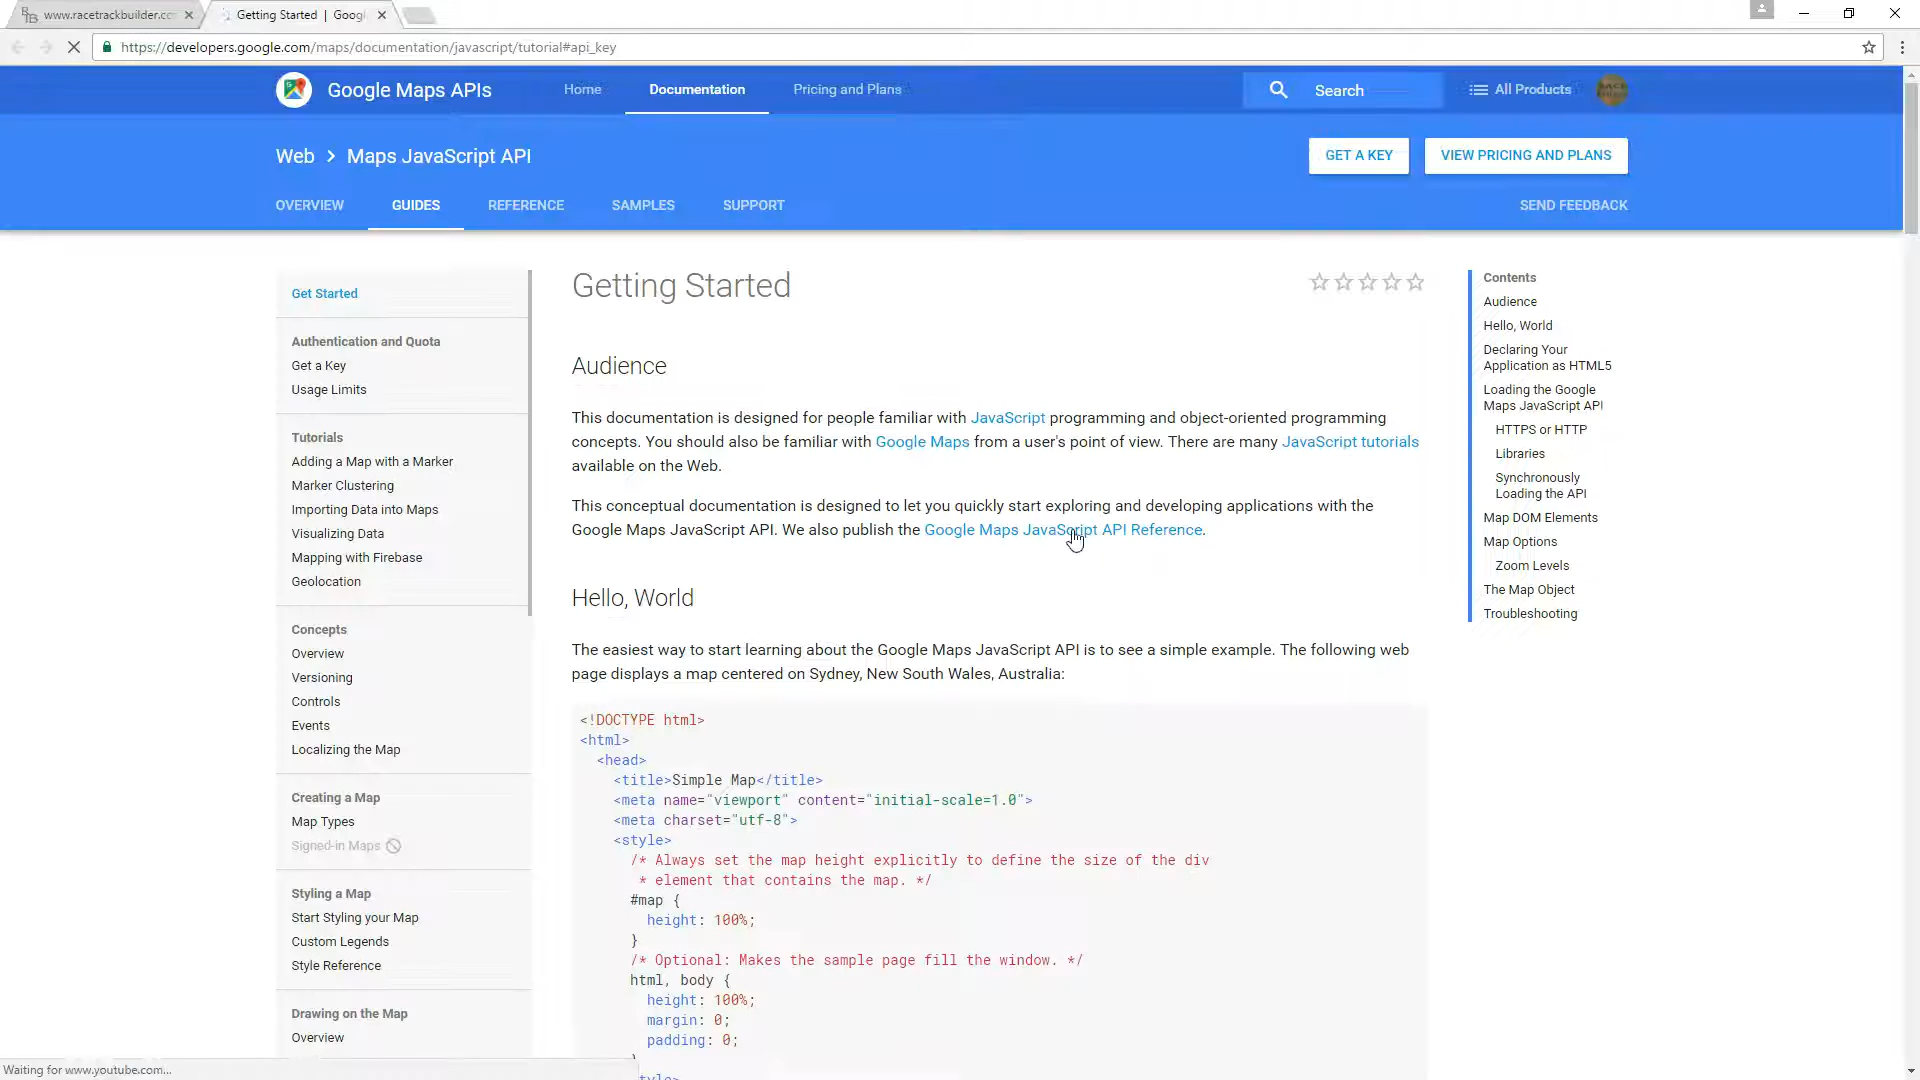 www.racetrackbuilder.co
Getting Started | Googl
https://developers.google.com/maps/documentation/javascript/tutorial#api_key
Google Maps APIs
Home
Documentation
Pricing and Plans
Search
All Products
Web > Maps JavaScript API
GET A KEY
VIEW PRICING AND PLANS
OVERVIEW
GUIDES
REFERENCE
SAMPLES
SUPPORT
SEND FEEDBACK
Get Started
Authentication and Quota
Get a Key
Usage Limits
Tutorials
Adding a Map with a Marker
Marker Clustering
Importing Data into Maps
Visualizing Data
Mapping with Firebase
Geolocation
Concepts
Overview
Versioning
Controls
Events
Localizing the Map
Creating a Map
Map Types
Signed-in Maps
Styling a Map
Start Styling your Map
Custom Legends
Style Reference
Drawing on the Map
Overview
Getting Started
Audience
This documentation is designed for people familiar with JavaScript programming and object-oriented programming
concepts. You should also be familiar with Google Maps from a user's point of view. There are many JavaScript tutorials
available on the Web.
This conceptual documentation is designed to let you quickly start exploring and developing applications with the
Google Maps JavaScript API. We also publish the Google Maps JavaScript API Reference.
Hello, World
The easiest way to start learning about the Google Maps JavaScript API is to see a simple example. The following web
page displays a map centered on Sydney, New South Wales, Australia:
<!DOCTYPE html>
<html>
<head>
<title>Simple Map</title>
<meta name="viewport" content="initial-scale=1.0">
<meta charset="utf-8">
<style>
/* Always set the map height explicitly to define the size of the div
* element that contains the map. */
#map {
height: 100%;
}
/* Optional: Makes the sample page fill the window. */
html, body {
height: 100%;
margin: 0;
padding: 0;
Contents
Audience
Hello, World
Declaring Your
Application as HTML5
Loading the Google
Maps JavaScript API
HTTPS or HTTP
Libraries
Synchronously
Loading the API
Map DOM Elements
Map Options
Zoom Levels
The Map Object
Troubleshooting
Waiting for www.youtube.com...